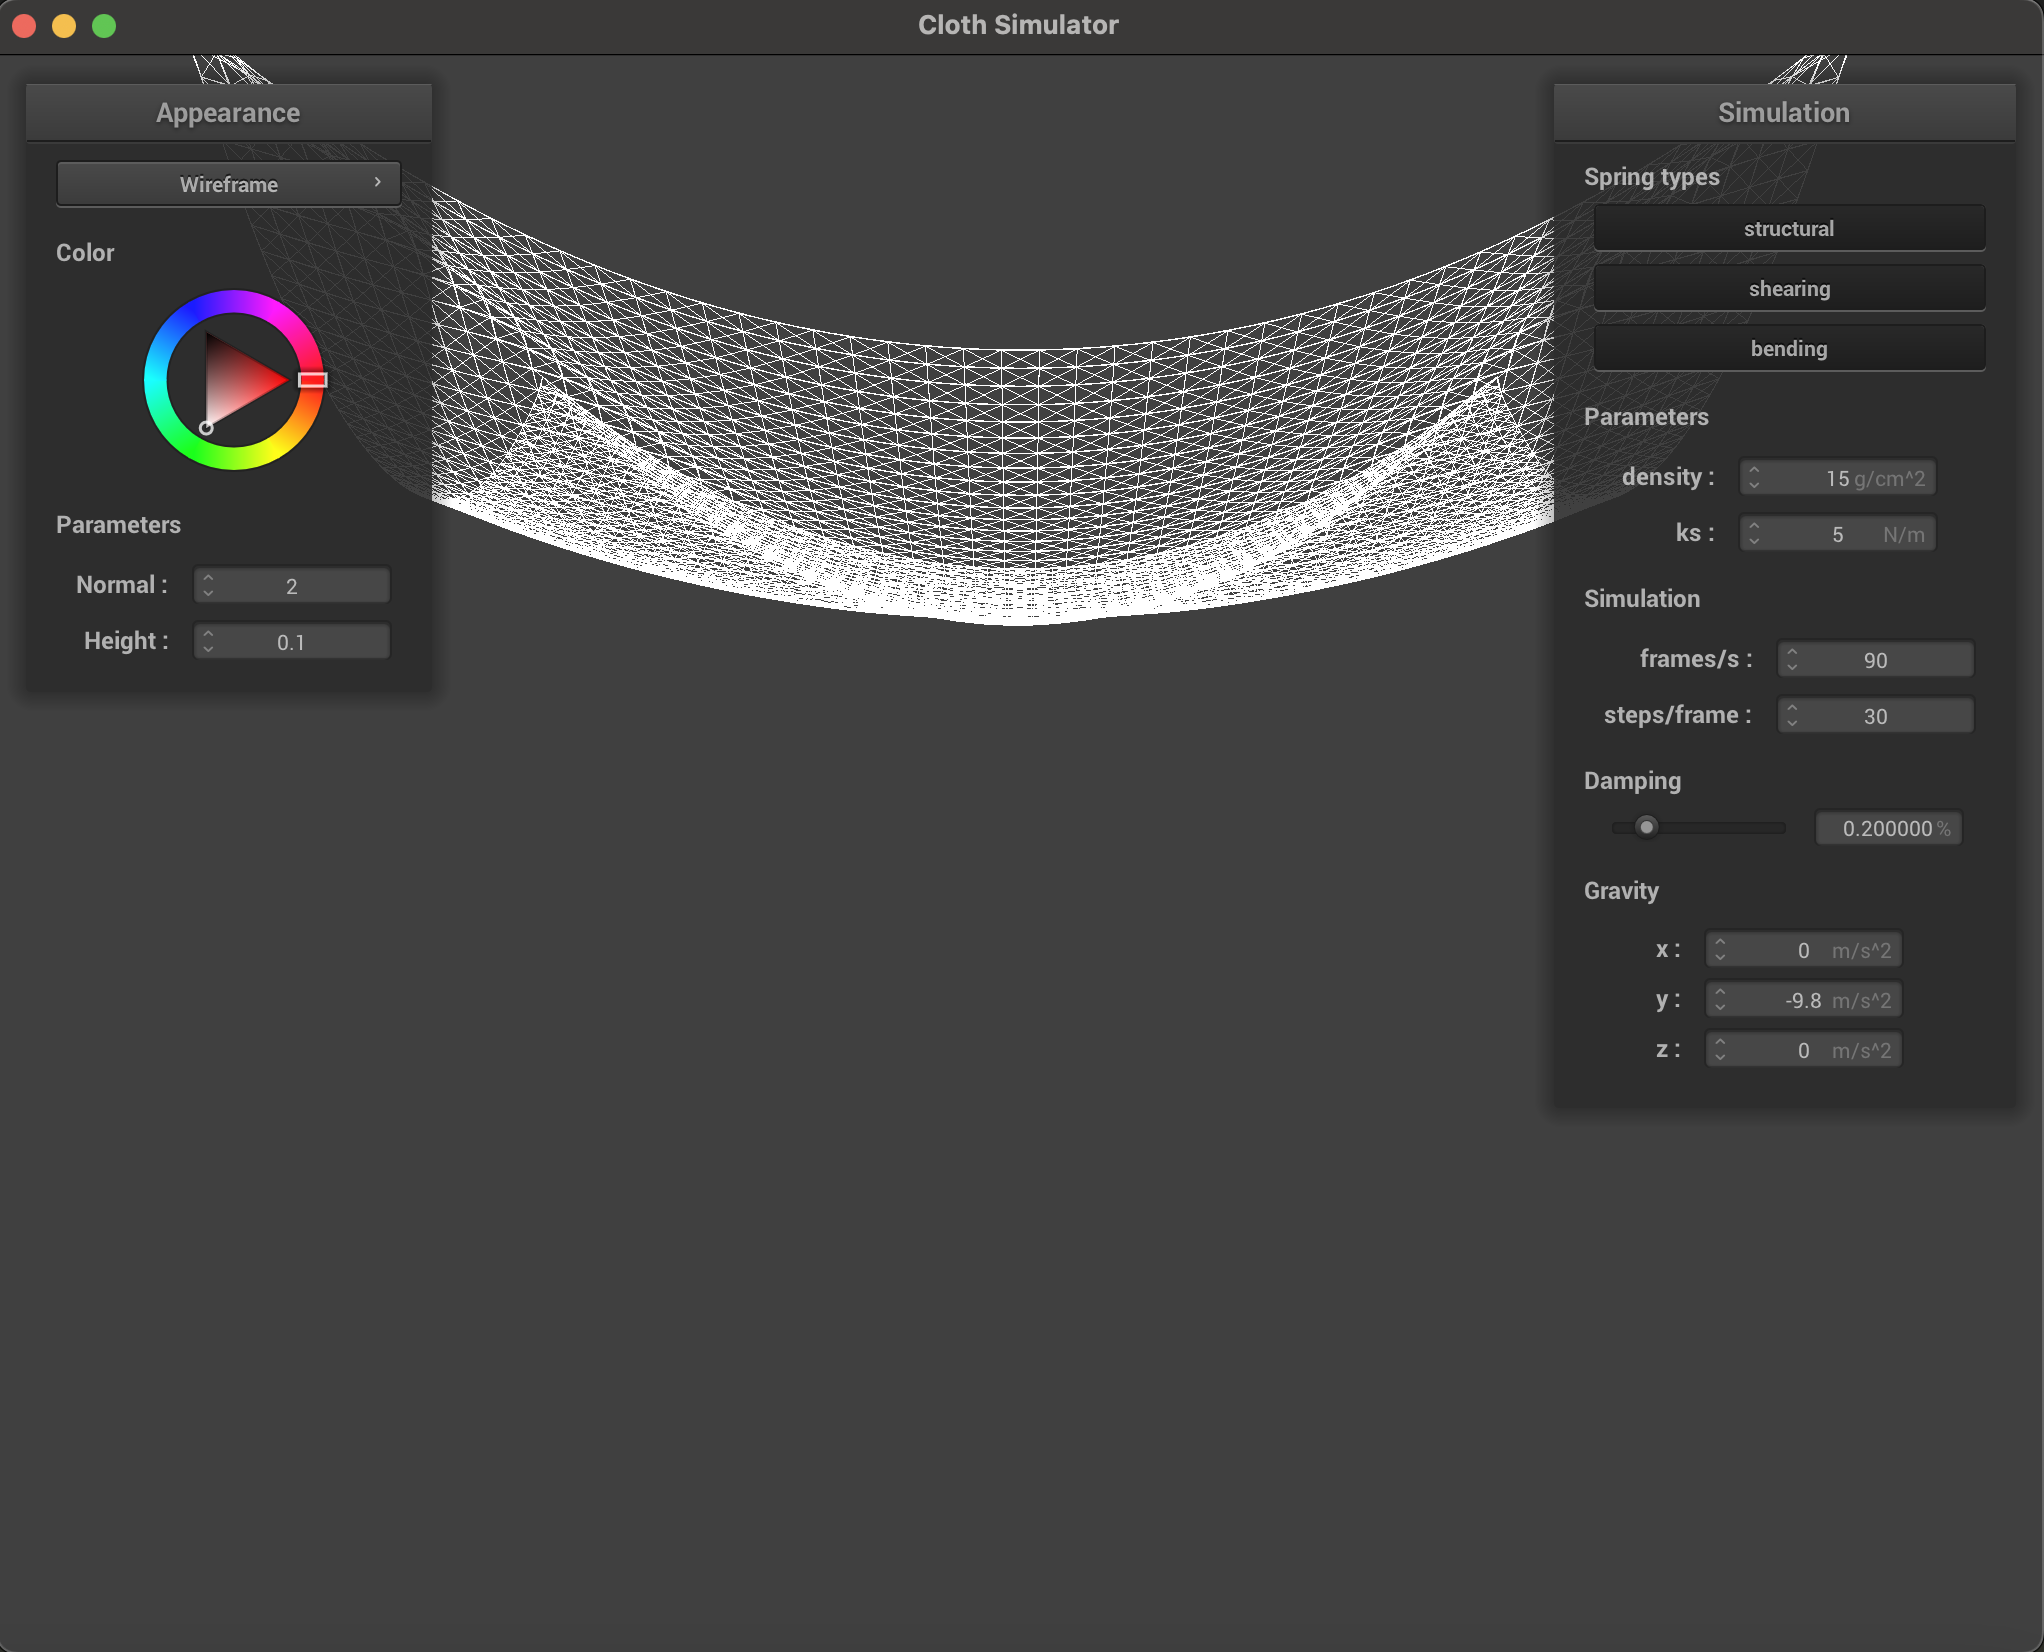 Cloth Simulator
Appearance
Wireframe
Color
Parameters
Normal : 2
Height : 0.1
Simulation
Spring types
structural
shearing
bending
Parameters
density : 15 g/cm^2
ks : 5 N/m
Simulation
frames/s : 90
steps/frame : 30
Damping
0.200000 %
Gravity
x : 0 m/s^2
y : -9.8 m/s^2
z : 0 m/s^2